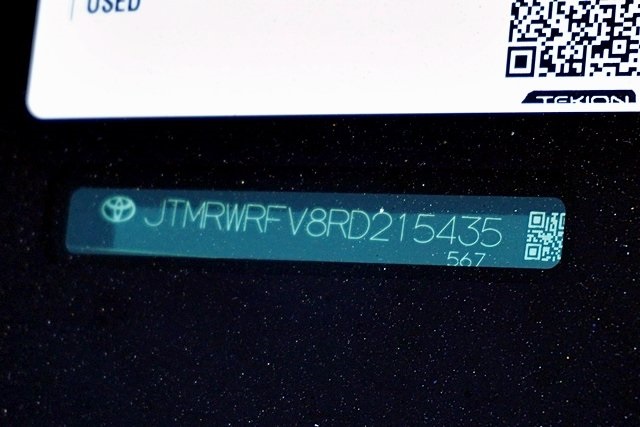 USED
TEKION
JTMRWRFV8RD215435
567